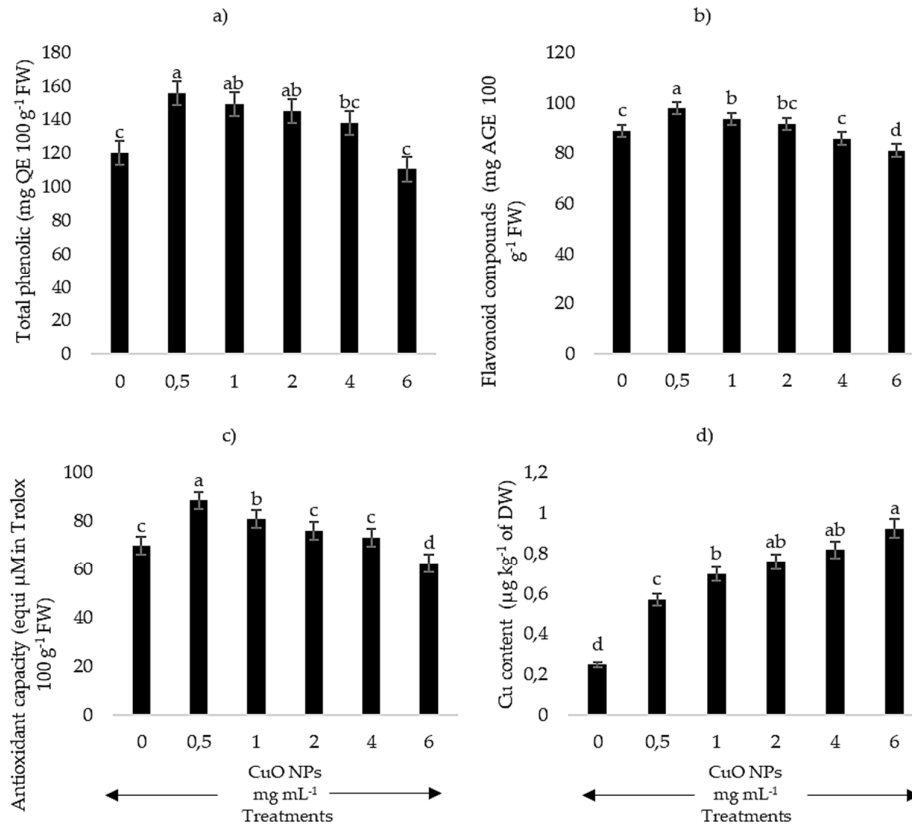 a)
Total phenolic (mg QE 100 g⁻¹ FW)
180
160
140
120
100
80
60
40
20
0
c
a
ab
ab
bc
c
0
0,5
1
2
4
6
b)
Flavonoid compounds (mg AGE 100
g⁻¹ FW)
120
100
80
60
40
20
0
c
a
b
bc
c
d
0
0,5
1
2
4
6
c)
Antioxidant capacity (equi µM in Trolox
100 g⁻¹ FW)
100
80
60
40
20
0
c
a
b
c
c
d
0
0,5
1
2
4
6
CuO NPs
mg mL⁻¹
Treatments
d)
Cu content (µg kg⁻¹ of DW)
1,2
1
0,8
0,6
0,4
0,2
0
d
c
b
ab
ab
a
0
0,5
1
2
4
6
CuO NPs
mg mL⁻¹
Treatments